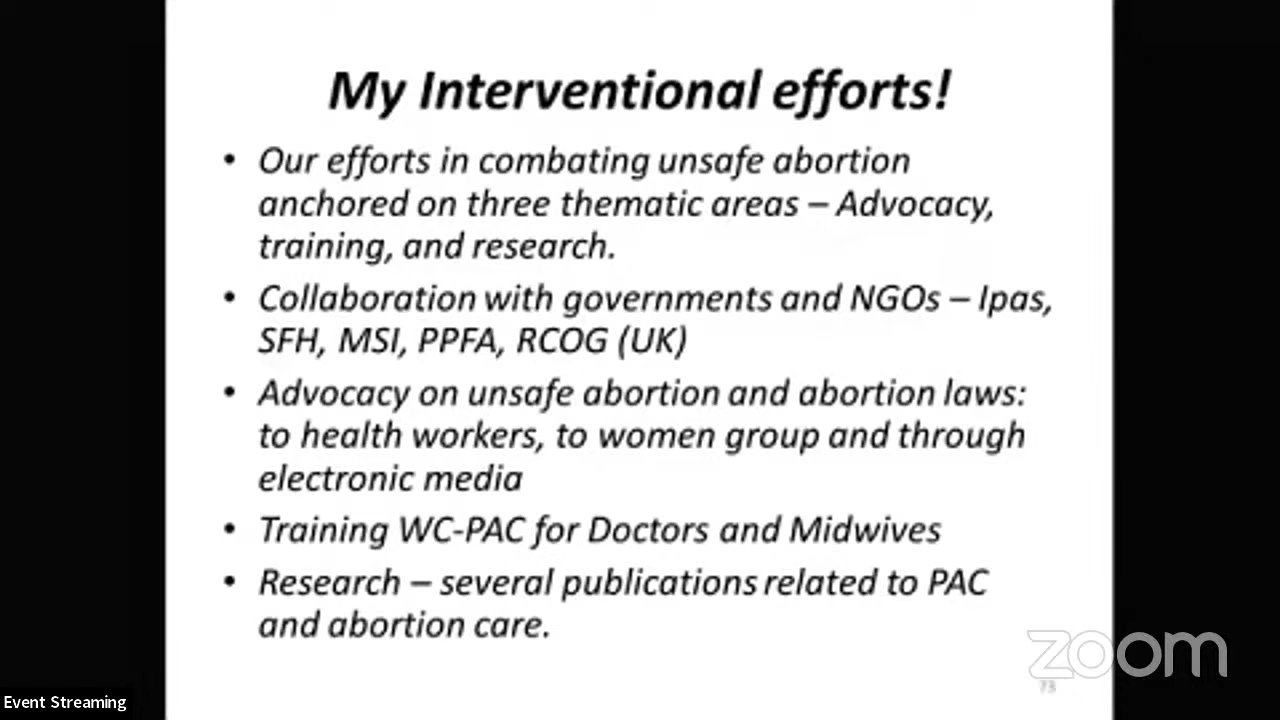 My Interventional efforts!
• Our efforts in combating unsafe abortion
anchored on three thematic areas – Advocacy,
training, and research.
• Collaboration with governments and NGOs – Ipas,
SFH, MSI, PPFA, RCOG (UK)
• Advocacy on unsafe abortion and abortion laws:
to health workers, to women group and through
electronic media
• Training WC-PAC for Doctors and Midwives
• Research – several publications related to PAC
and abortion care.
zoom
73
Event Streaming